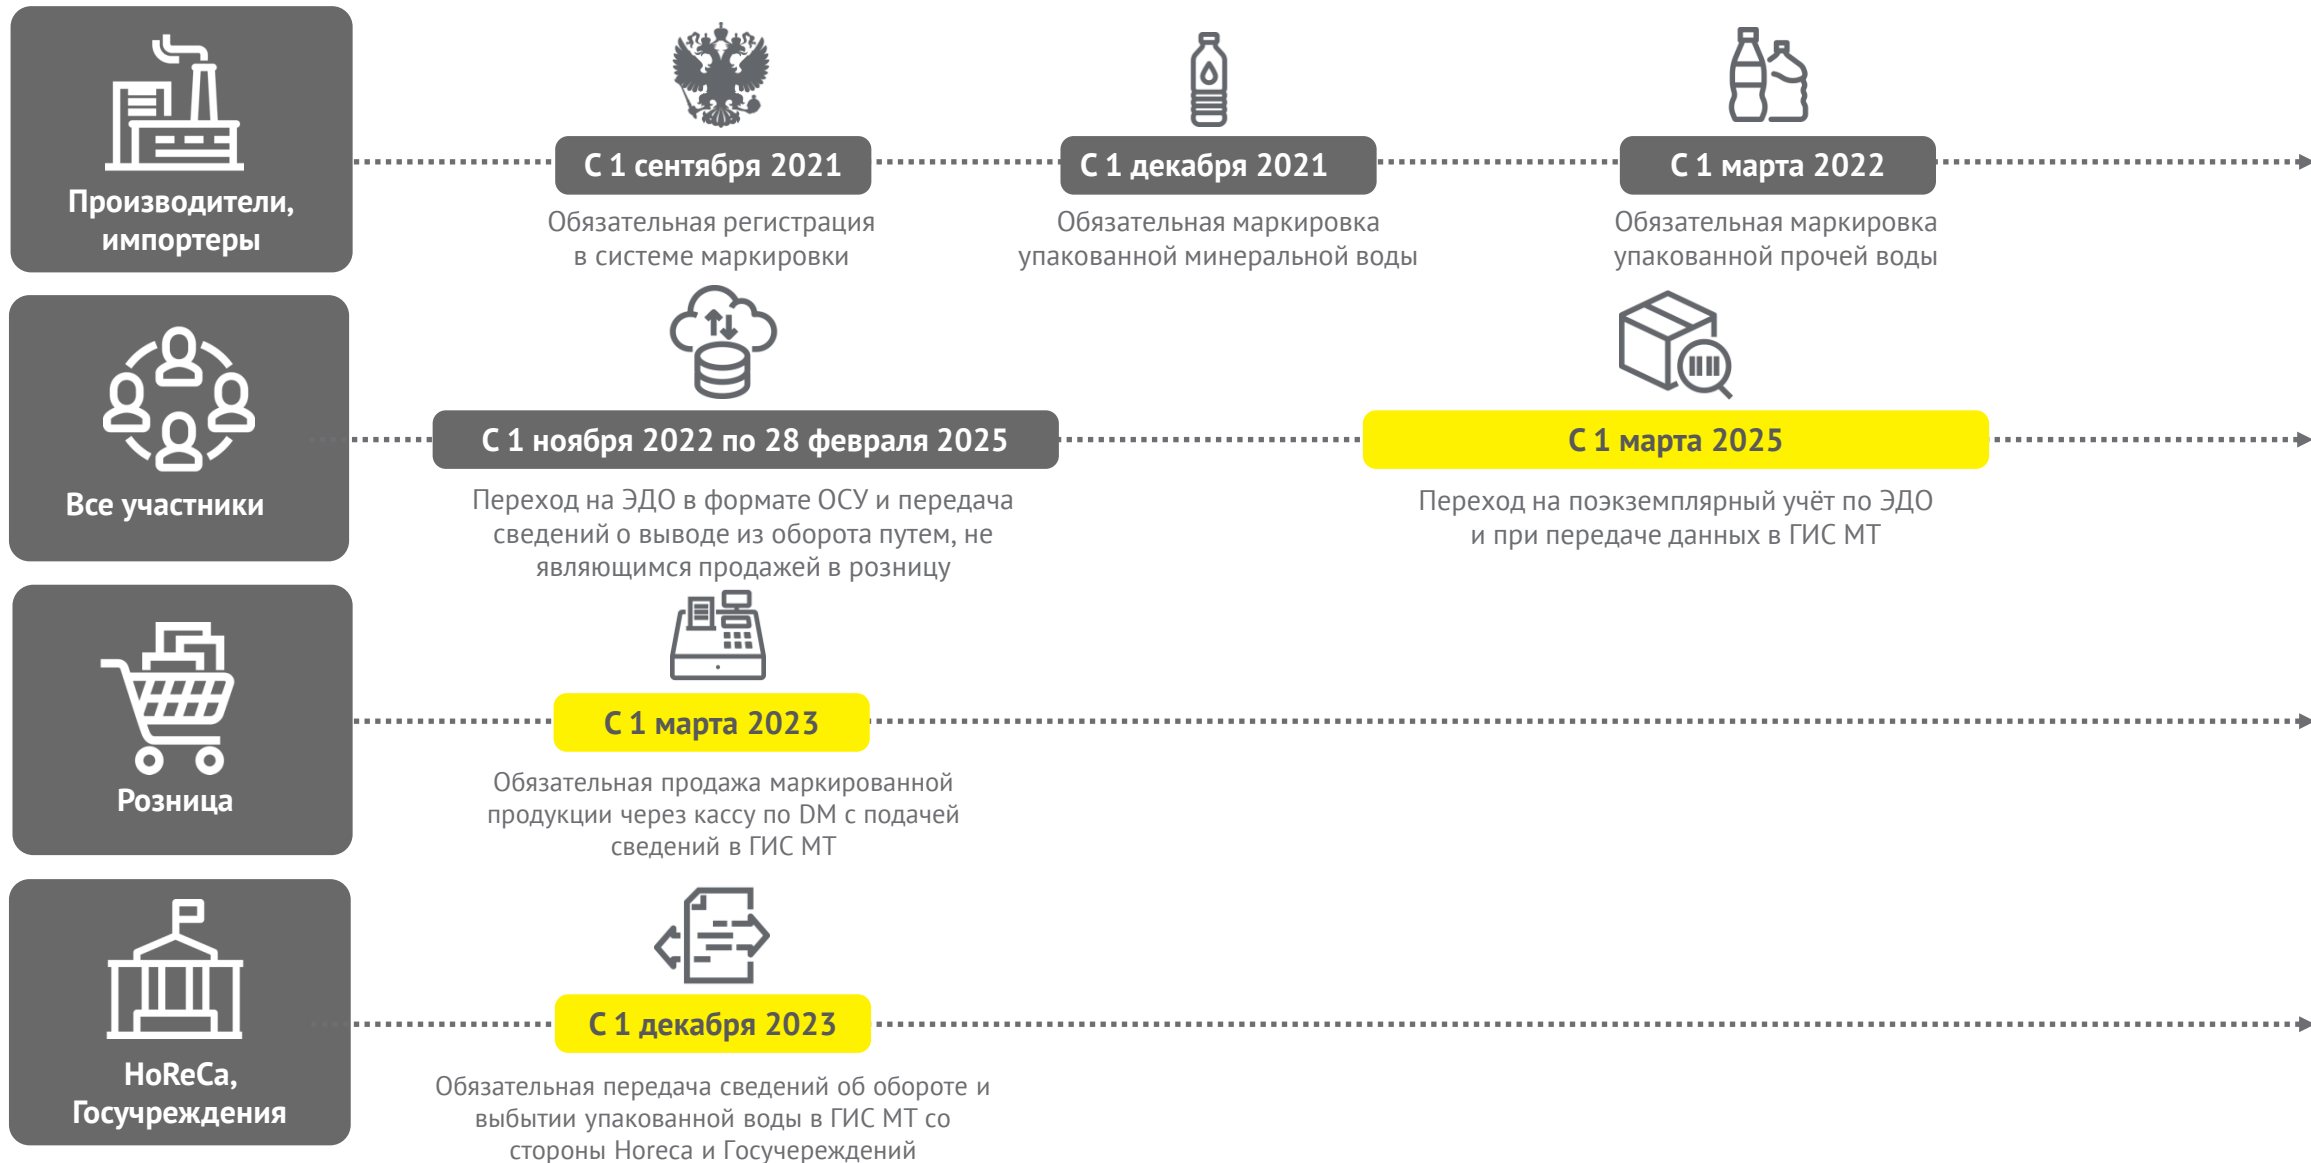 Производители,
импортеры
С 1 сентября 2021
Обязательная регистрация
в системе маркировки
С 1 декабря 2021
Обязательная маркировка
упакованной минеральной воды
С 1 марта 2022
Обязательная маркировка
упакованной прочей воды
Все участники
С 1 ноября 2022 по 28 февраля 2025
Переход на ЭДО в формате ОСУ и передача
сведений о выводе из оборота путем, не
являющимся продажей в розницу
С 1 марта 2025
Переход на поэкземплярный учёт по ЭДО
и при передаче данных в ГИС МТ
Розница
С 1 марта 2023
Обязательная продажа маркированной
продукции через кассу по DM с подачей
сведений в ГИС МТ
HoReCa,
Госучреждения
С 1 декабря 2023
Обязательная передача сведений об обороте и
выбытии упакованной воды в ГИС МТ со
стороны Horeca и Госучереждений